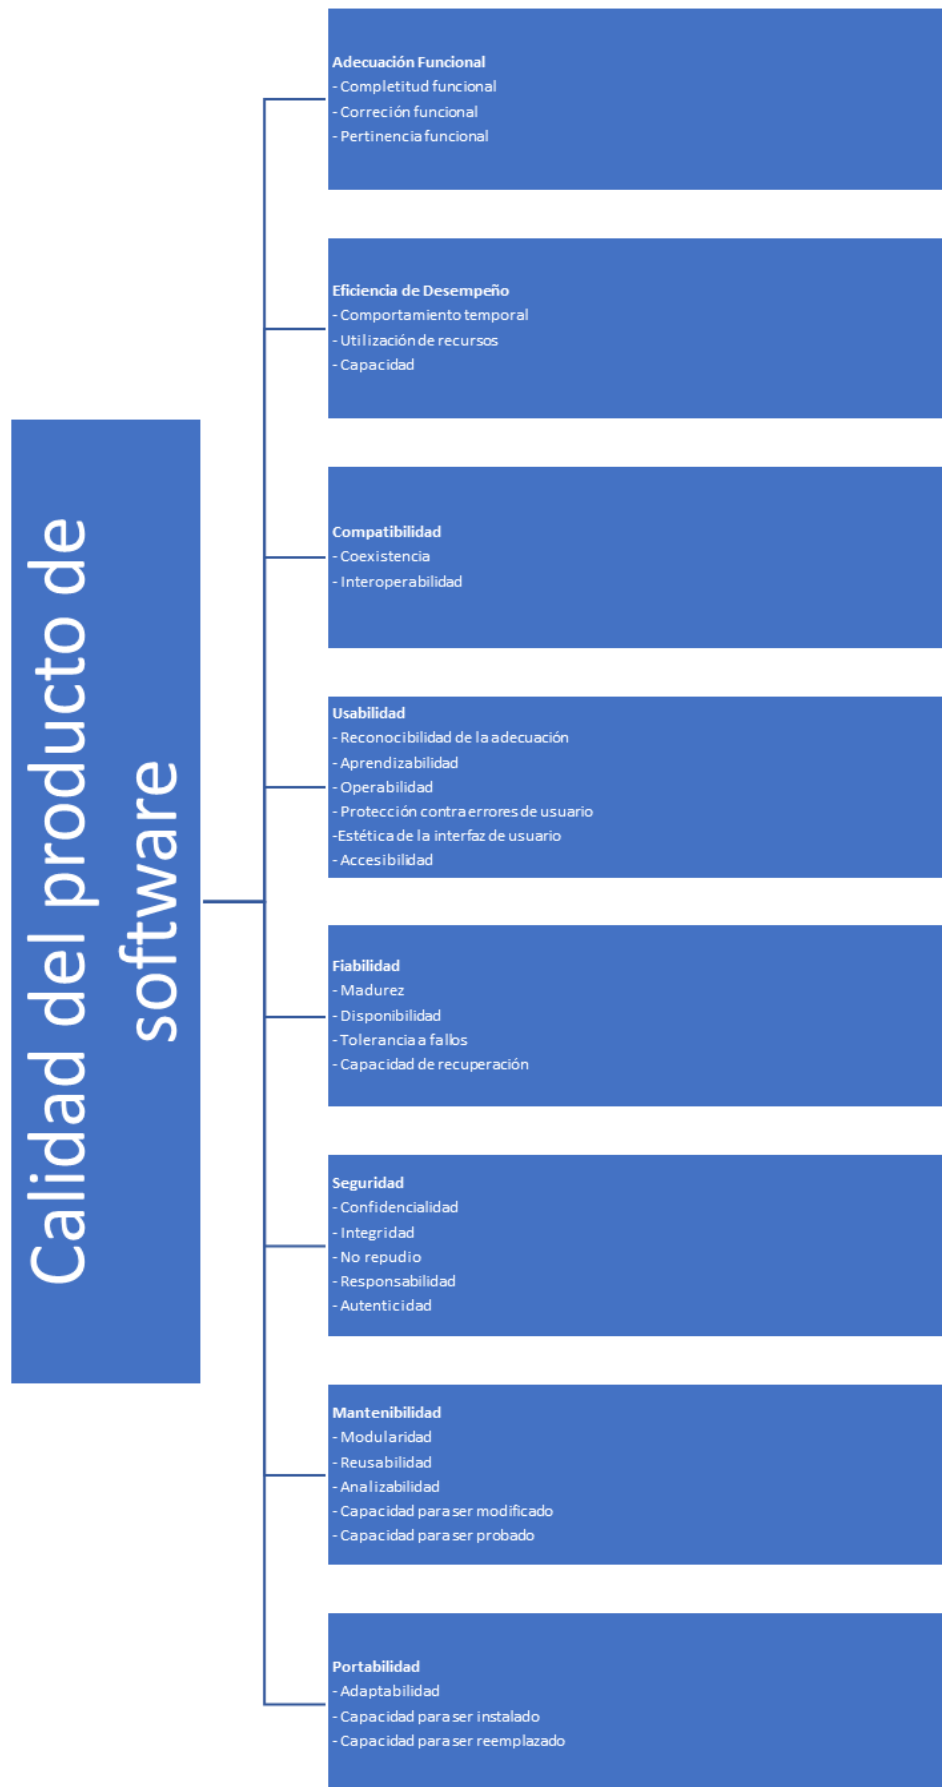 Calidad del producto de
software
Adecuación Funcional
- Completitud funcional
- Correción funcional
- Pertinencia funcional
Eficiencia de Desempeño
- Comportamiento temporal
- Utilización de recursos
- Capacidad
Compatibilidad
- Coexistencia
- Interoperabilidad
Usabilidad
- Reconocibilidad de la adecuación
- Aprendizabilidad
- Operabilidad
- Protección contra errores de usuario
-Estética de la interfaz de usuario
- Accesibilidad
Fiabilidad
- Madurez
- Disponibilidad
- Tolerancia a fallos
- Capacidad de recuperación
Seguridad
- Confidencialidad
- Integridad
- No repudio
- Responsabilidad
- Autenticidad
Mantenibilidad
- Modularidad
- Reusabilidad
- Analizabilidad
- Capacidad para ser modificado
- Capacidad para ser probado
Portabilidad
- Adaptabilidad
- Capacidad para ser instalado
- Capacidad para ser reemplazado